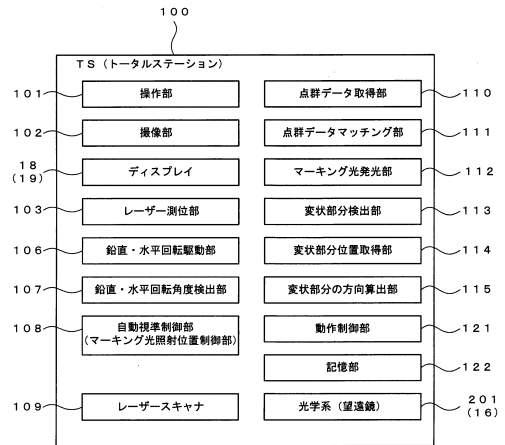 １００
ＴＳ（トータルステーション）
１０１ 操作部
１０２ 撮像部
１８（１９） ディスプレイ
１０３ レーザー測位部
１０６ 鉛直・水平回転駆動部
１０７ 鉛直・水平回転角度検出部
１０８ 自動視準制御部
（マーキング光照射位置制御部）
１０９ レーザースキャナ
点群データ取得部 １１０
点群データマッチング部 １１１
マーキング光発光部 １１２
変状部分検出部 １１３
変状部分位置取得部 １１４
変状部分の方向算出部 １１５
動作制御部 １２１
記憶部 １２２
光学系（望遠鏡） ２０１（１６）